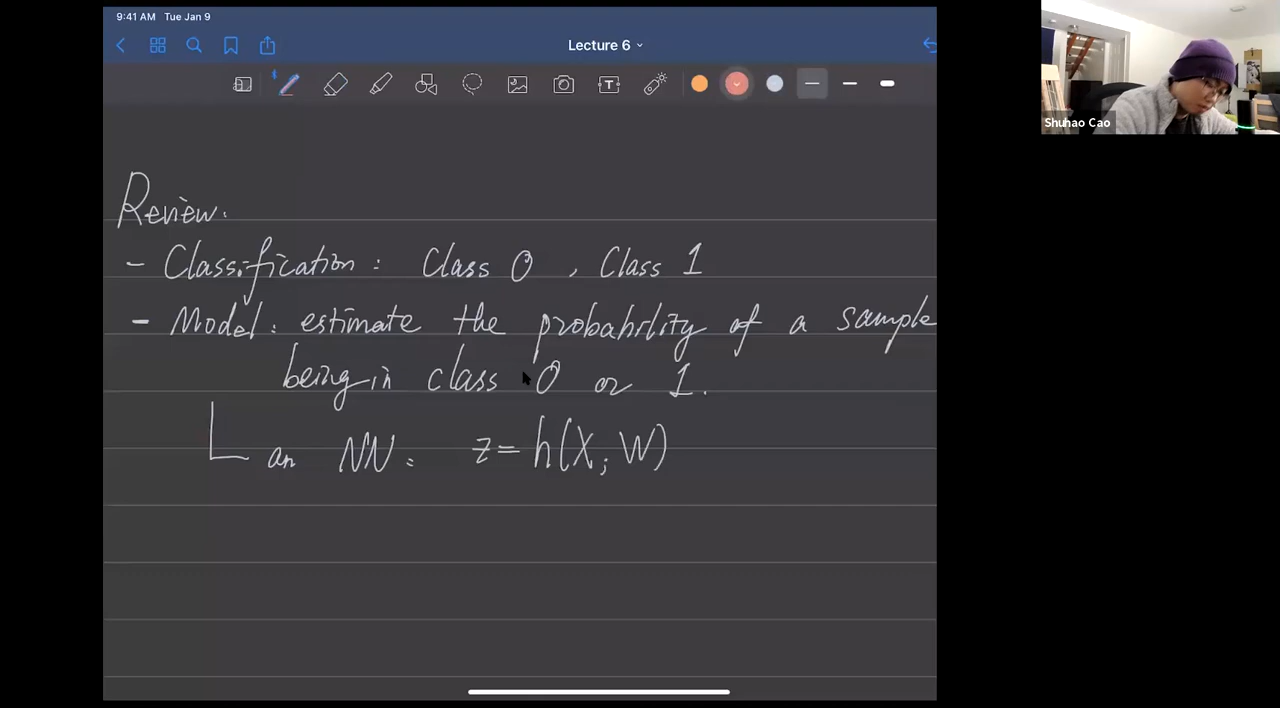 9:41 AM Tue Jan 9
Lecture 6
Shuhao Cao
Review.
- Classification: Class 0, Class 1
- Model: estimate the probability of a sample
being in class 0 or 1.
an NN: z = h(X; W)